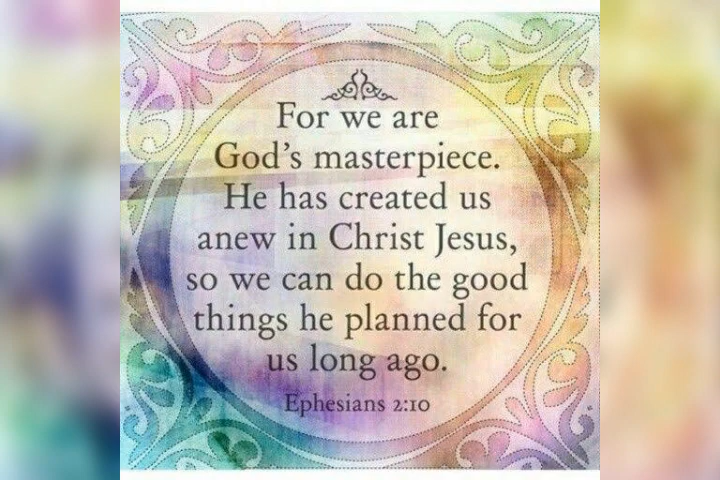 For we are
God's masterpiece.
He has created us
anew in Christ Jesus,
so we can do the good
things he planned for
us long ago.
Ephesians 2:10